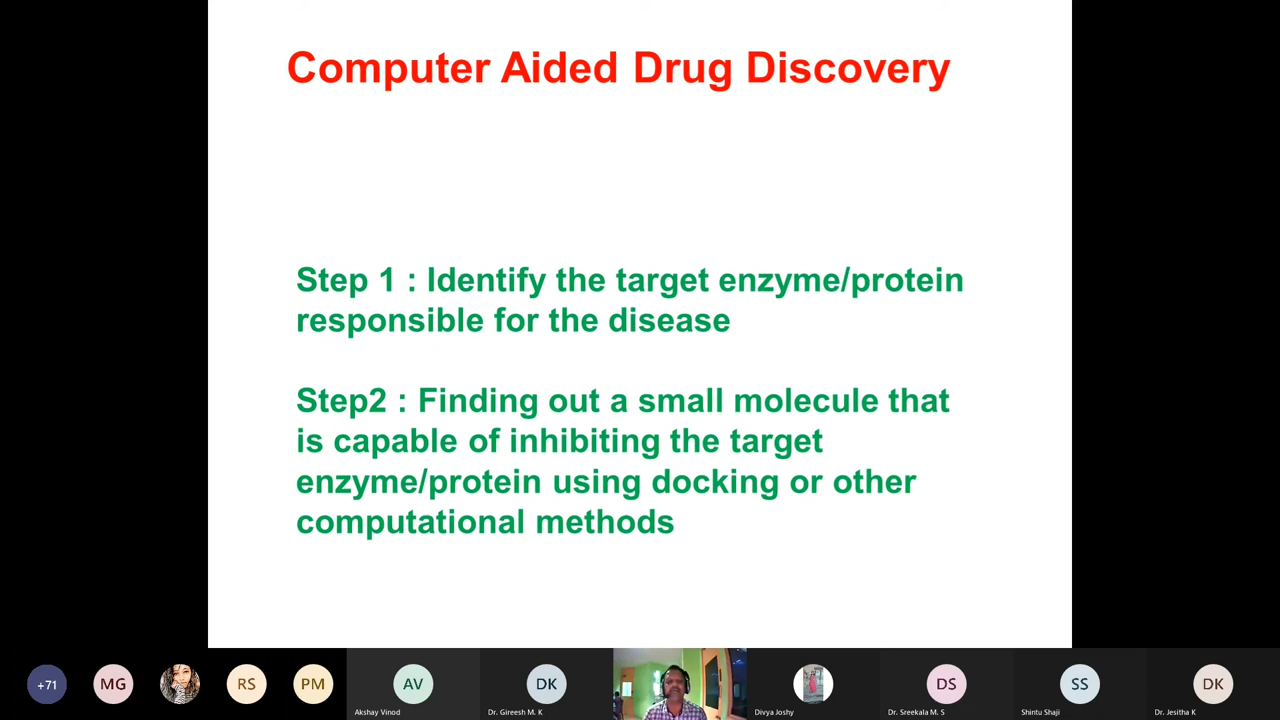 Computer Aided Drug Discovery
Step 1 : Identify the target enzyme/protein
responsible for the disease
Step2 : Finding out a small molecule that
is capable of inhibiting the target
enzyme/protein using docking or other
computational methods
+71
MG
RS
PM
AV
DK
DS
SS
DK
Akshay Vinod
Dr. Gireesh M. K
Divya Joshy
Dr. Sreekala M. S
Shintu Shaji
Dr. Jesitha K